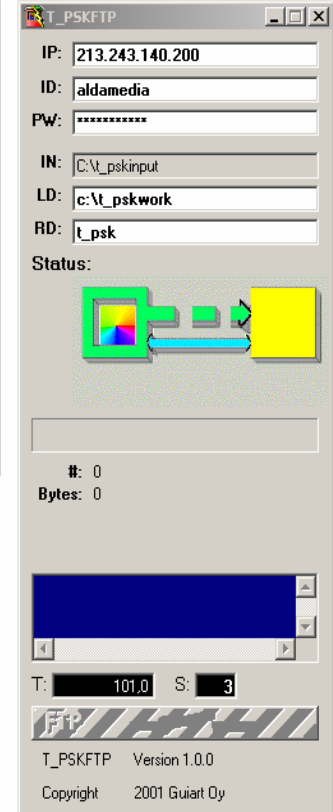 T_PSKFTP
IP: 213.243.140.200
ID: aldamedia
PW: ***********
IN: C:\t_pskinput
LD: c:\t_pskwork
RD: t_psk
Status:
#: 0
Bytes: 0
T: 101,0 S: 3
Ftp
T_PSKFTP Version 1.0.0
Copyright 2001 Guiart Oy